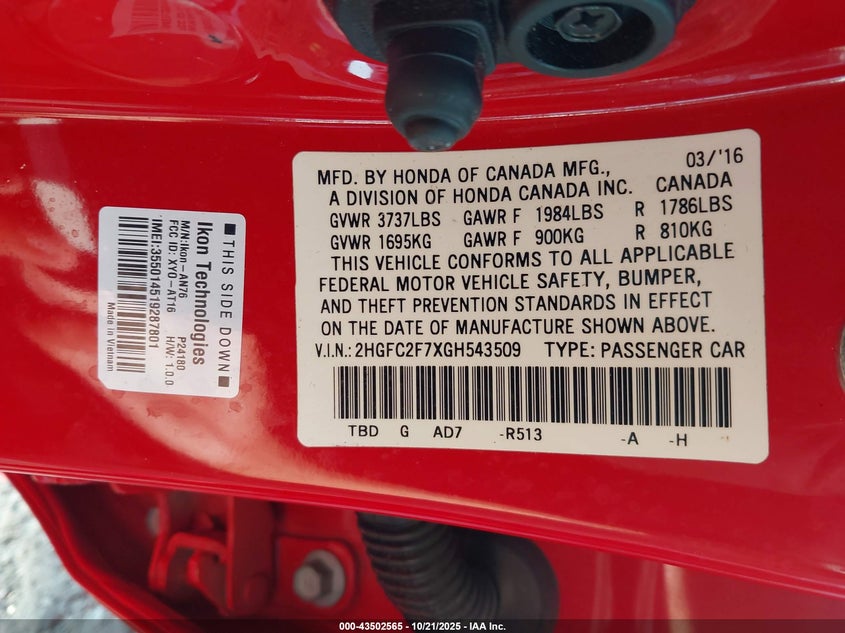 ■ THIS SIDE DOWN ■
Ikon Technologies
M/N:Ikon-AN76 P24180
FCC ID: XYO-AT16 H/W: 1.0.0
IMEI:355014519287801
Made in Vietnam
03/'16
MFD. BY HONDA OF CANADA MFG.,
A DIVISION OF HONDA CANADA INC. CANADA
GVWR 3737LBS GAWR F 1984LBS R 1786LBS
GVWR 1695KG GAWR F 900KG R 810KG
THIS VEHICLE CONFORMS TO ALL APPLICABLE
FEDERAL MOTOR VEHICLE SAFETY, BUMPER,
AND THEFT PREVENTION STANDARDS IN EFFECT
ON THE DATE OF MANUFACTURE SHOWN ABOVE.
V.I.N.: 2HGFC2F7XGH543509 TYPE: PASSENGER CAR
TBD G AD7 -R513 -A -H
000-43502565 - 10/21/2025 - IAA Inc.